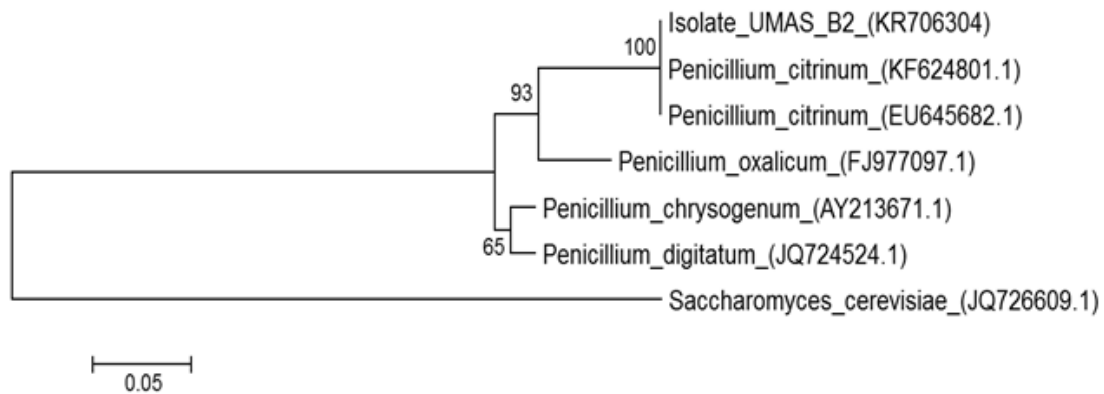 Isolate_UMAS_B2_(KR706304)
100
Penicillium_citrinum_(KF624801.1)
93
Penicillium_citrinum_(EU645682.1)
Penicillium_oxalicum_(FJ977097.1)
Penicillium_chrysogenum_(AY213671.1)
65
Penicillium_digitatum_(JQ724524.1)
Saccharomyces_cerevisiae_(JQ726609.1)
0.05